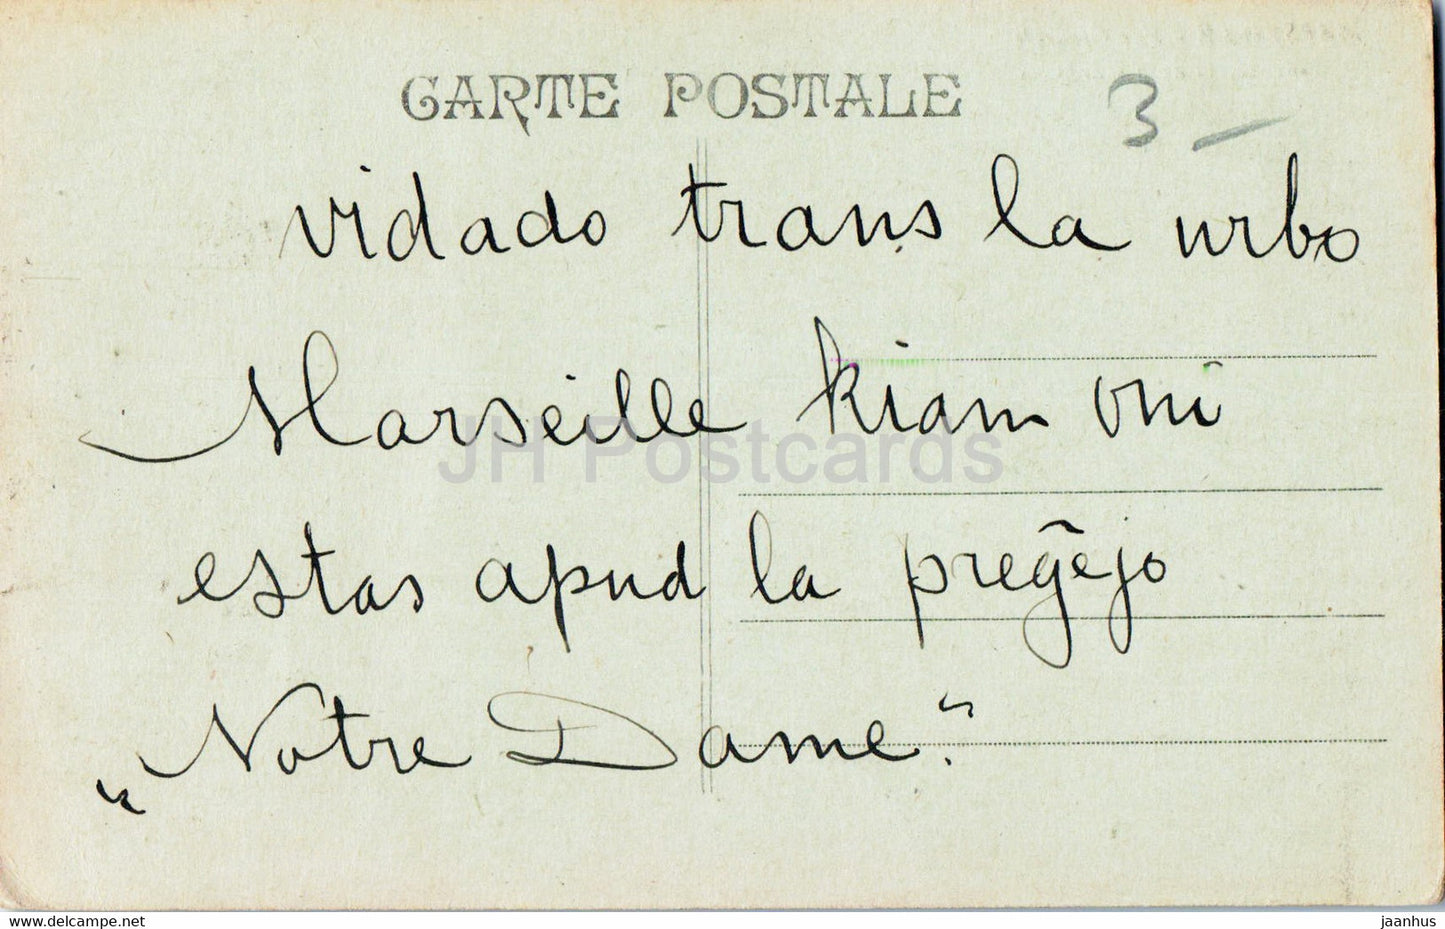 CARTE POSTALE
3 —
vidado trans la urbo
Marseille kiam oni
estas apud la preĝejo
„Notre Dame.“
JH Postcards
www.delcampe.net
jaanhus